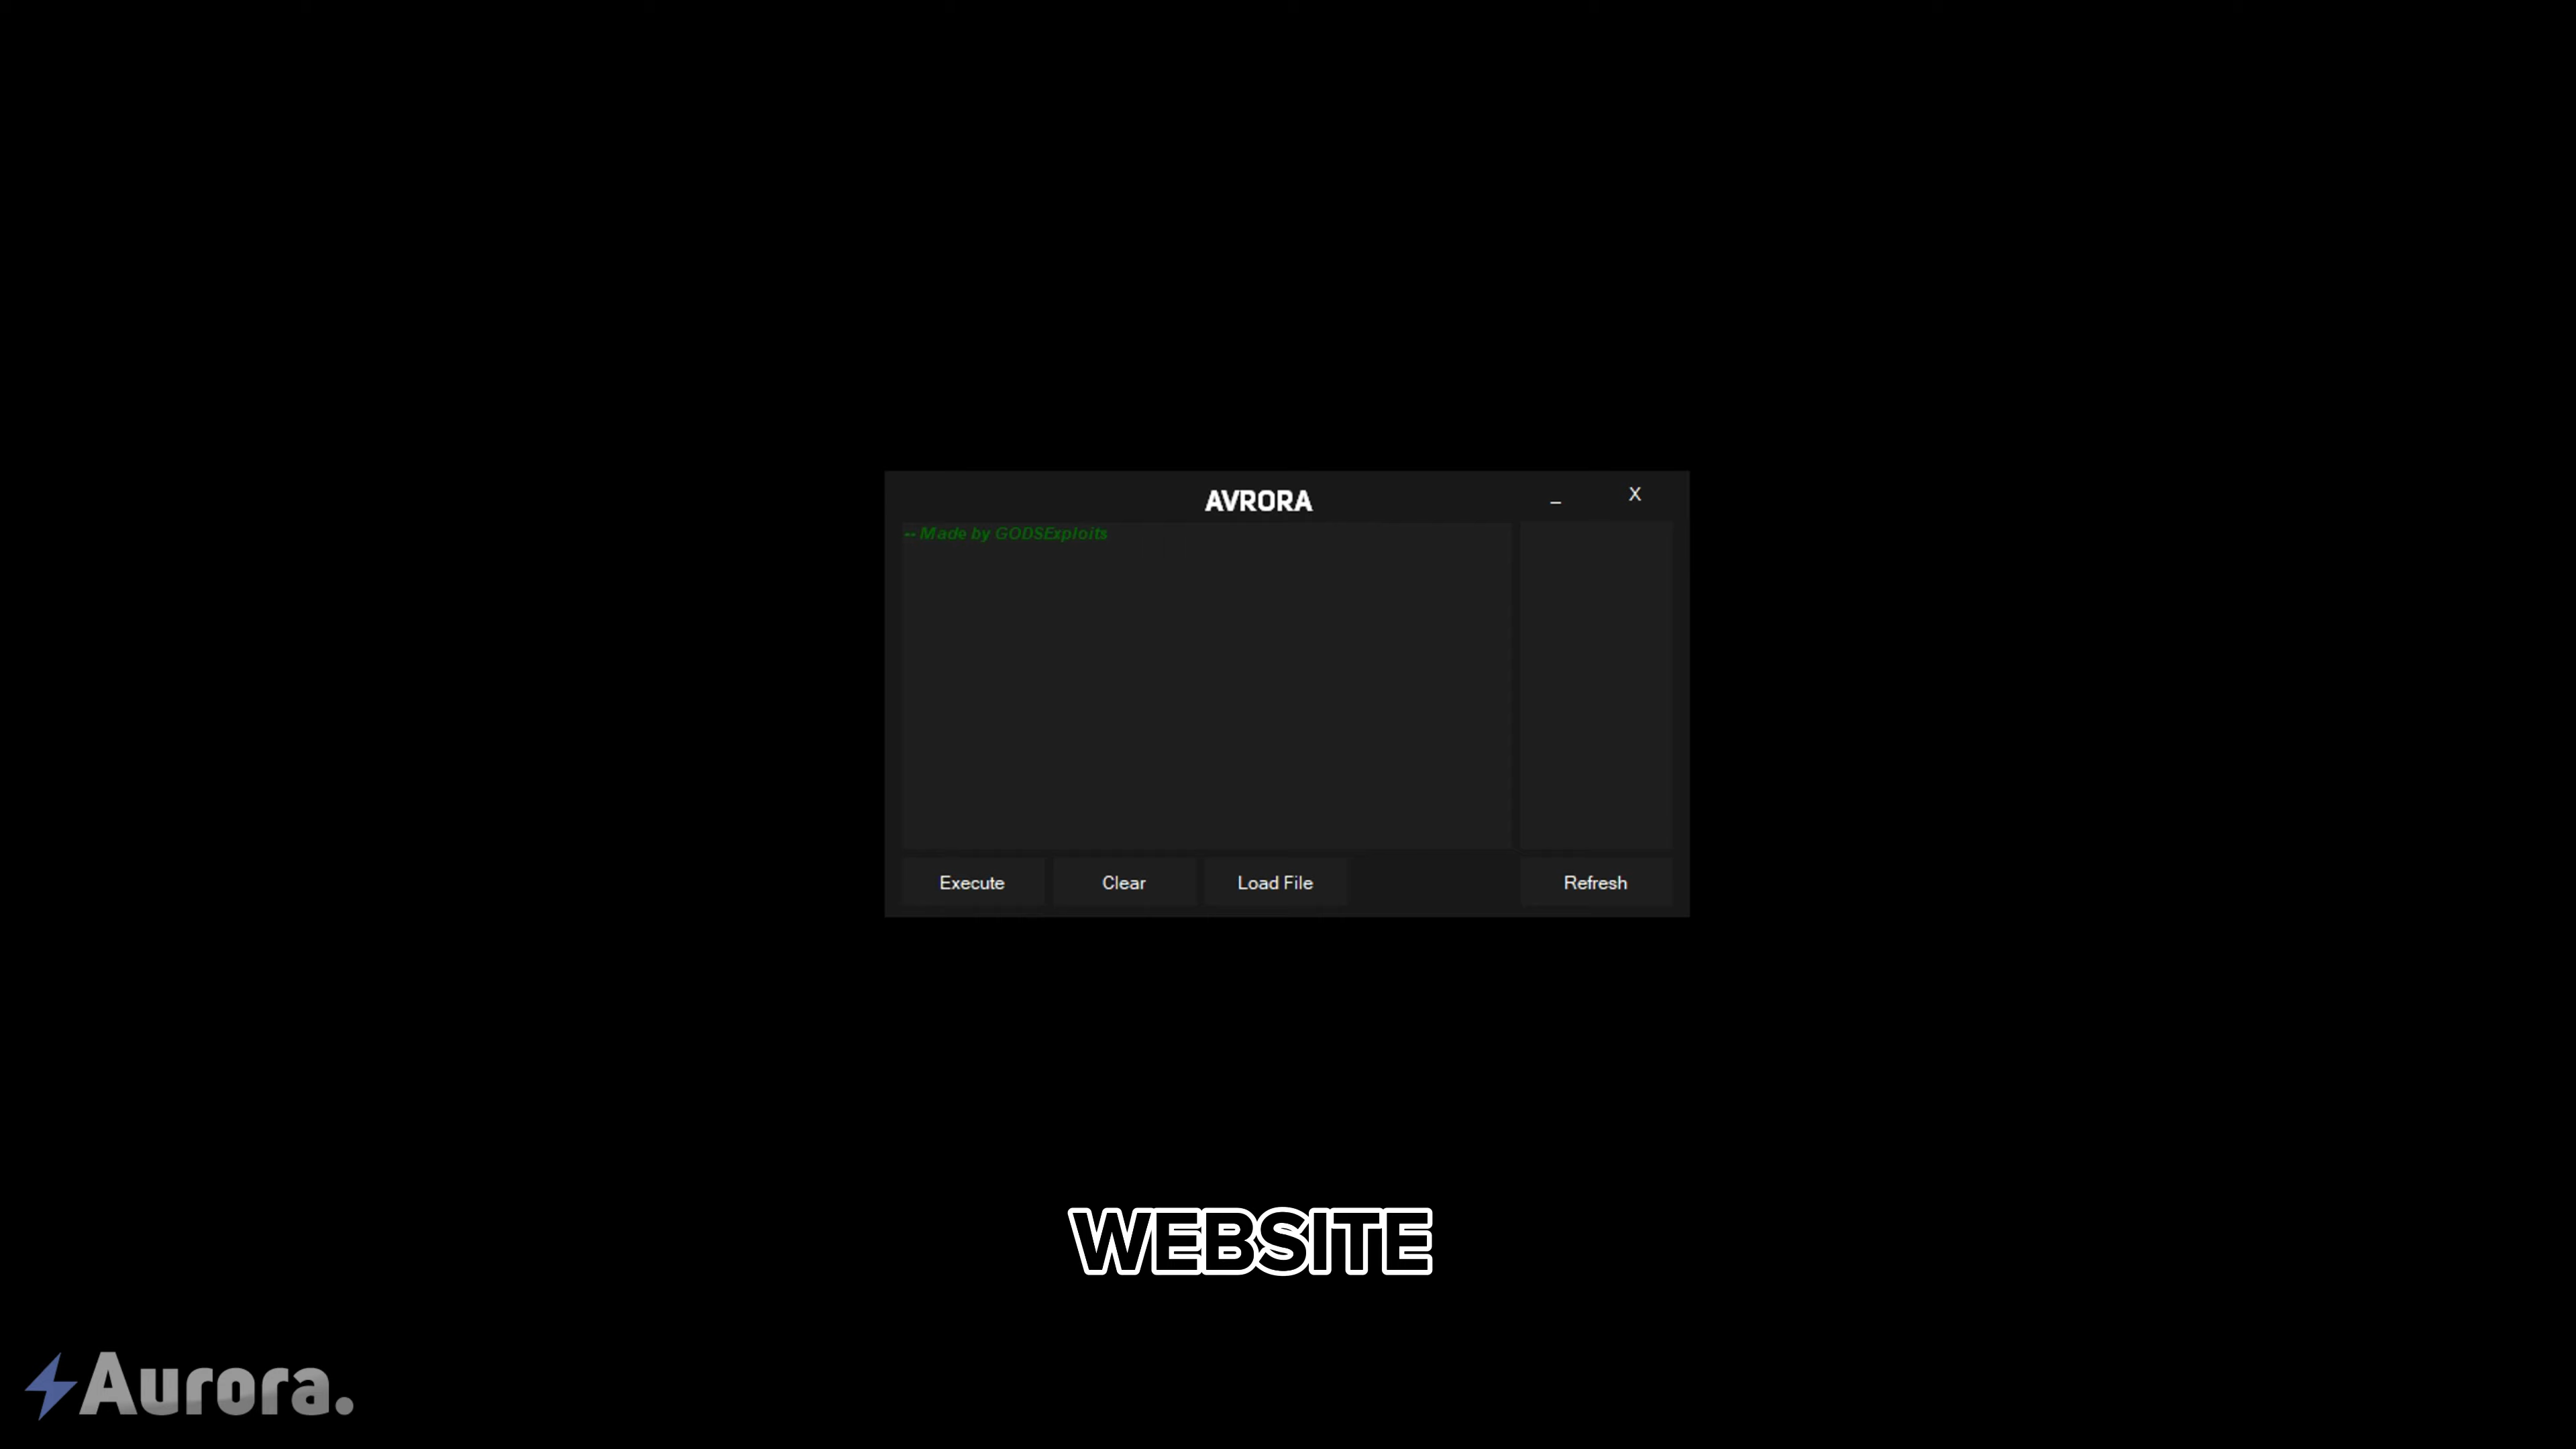 AVRORA
_ X
-- Made by GODSExploits
Execute Clear Load File Refresh
WEBSITE
Aurora.